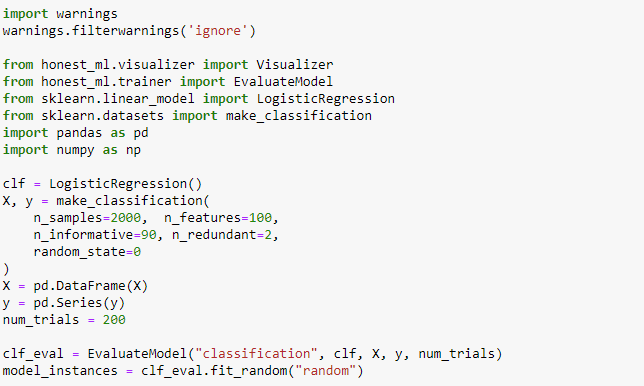 import warnings
warnings.filterwarnings('ignore')

from honest_ml.visualizer import Visualizer
from honest_ml.trainer import EvaluateModel
from sklearn.linear_model import LogisticRegression
from sklearn.datasets import make_classification
import pandas as pd
import numpy as np

clf = LogisticRegression()
X, y = make_classification(
    n_samples=2000,  n_features=100,
    n_informative=90, n_redundant=2,
    random_state=0
)
X = pd.DataFrame(X)
y = pd.Series(y)
num_trials = 200

clf_eval = EvaluateModel("classification", clf, X, y, num_trials)
model_instances = clf_eval.fit_random("random")